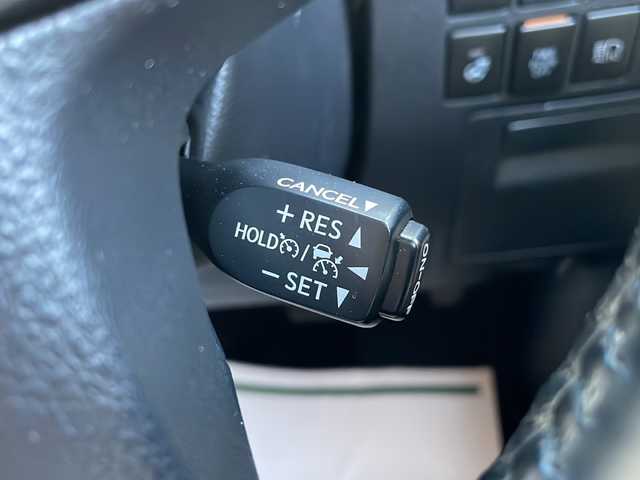 CANCEL▼
+ RES ▲
HOLD / ◀
− SET ▼
ON·OFF